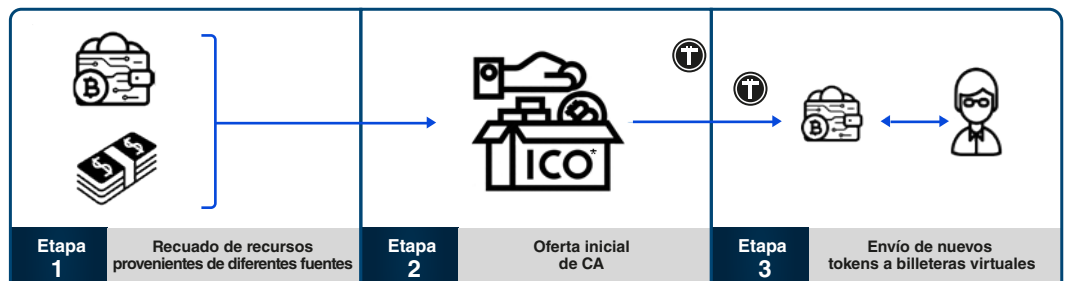 ICO*
Etapa
1
Recuado de recursos
provenientes de diferentes fuentes
Etapa
2
Oferta inicial
de CA
Etapa
3
Envío de nuevos
tokens a billeteras virtuales